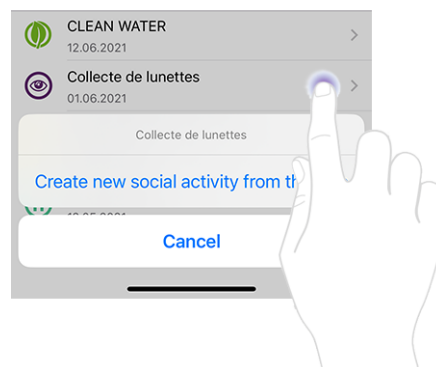 CLEAN WATER
12.06.2021
Collecte de lunettes
01.06.2021
Collecte de lunettes
Create new social activity from
Cancel